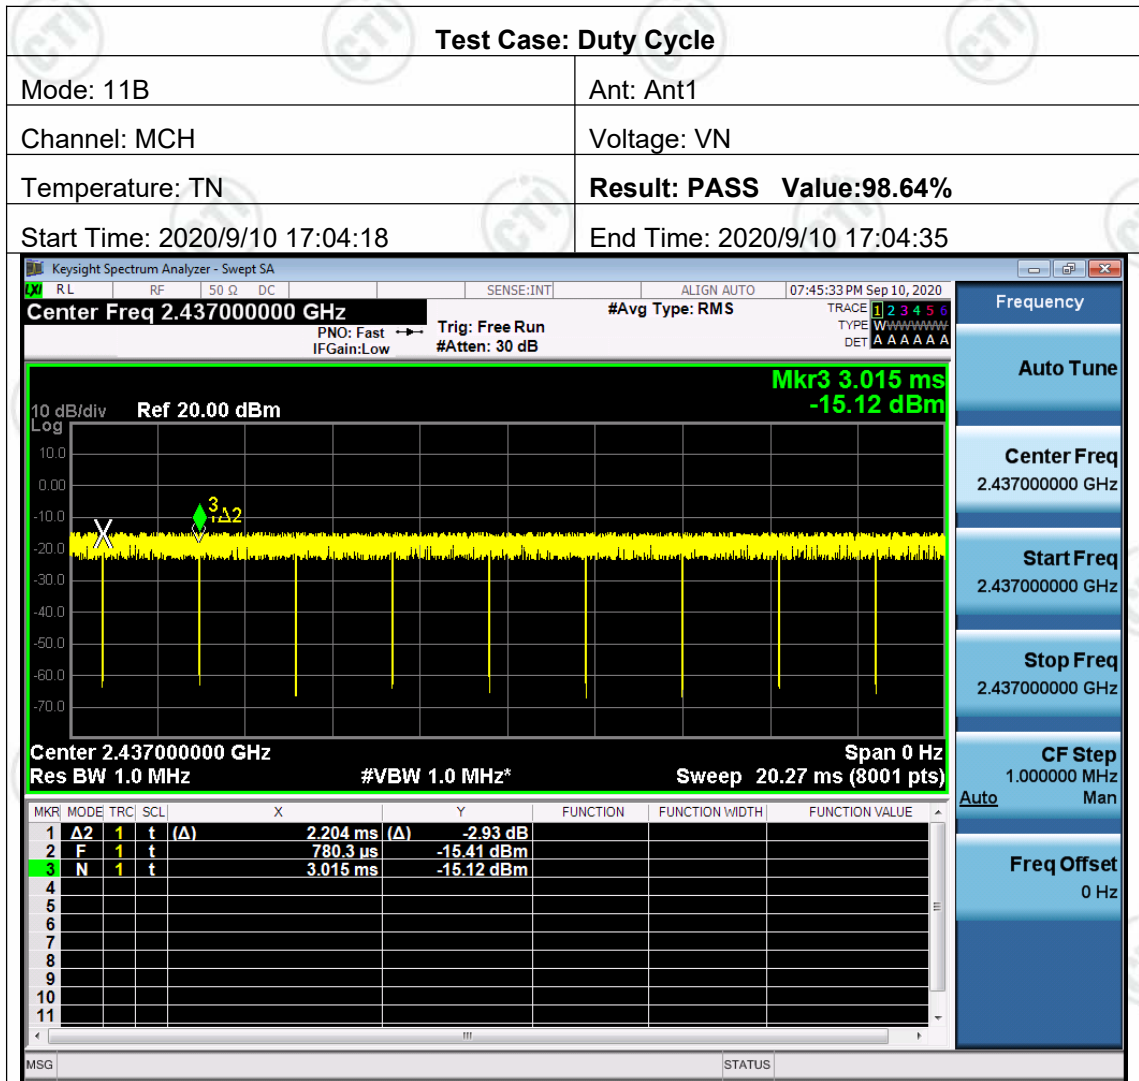 Test Case: Duty Cycle
Mode: 11B Ant: Ant1
Channel: MCH Voltage: VN
Temperature: TN Result: PASS Value:98.64%
Start Time: 2020/9/10 17:04:18 End Time: 2020/9/10 17:04:35
Keysight Spectrum Analyzer - Swept SA
LXI RL RF 50 Ω DC SENSE:INT ALIGN AUTO 07:45:33 PM Sep 10, 2020
Center Freq 2.437000000 GHz #Avg Type: RMS TRACE 1 2 3 4 5 6
PNO: Fast Trig: Free Run TYPE WWWWWW
IFGain:Low #Atten: 30 dB DET A A A A A A
Frequency
Auto Tune
Center Freq
2.437000000 GHz
Start Freq
2.437000000 GHz
Stop Freq
2.437000000 GHz
CF Step
1.000000 MHz
Auto Man
Freq Offset
0 Hz
Mkr3 3.015 ms
-15.12 dBm
10 dB/div Ref 20.00 dBm
Log
10.0
0.00
-10.0
-20.0
-30.0
-40.0
-50.0
-60.0
-70.0
3
1Δ2
X
Center 2.437000000 GHz Span 0 Hz
Res BW 1.0 MHz #VBW 1.0 MHz* Sweep 20.27 ms (8001 pts)
MKR MODE TRC SCL X Y FUNCTION FUNCTION WIDTH FUNCTION VALUE
1 Δ2 1 t (Δ) 2.204 ms (Δ) -2.93 dB
2 F 1 t 780.3 µs -15.41 dBm
3 N 1 t 3.015 ms -15.12 dBm
4
5
6
7
8
9
10
11
MSG STATUS
CTI